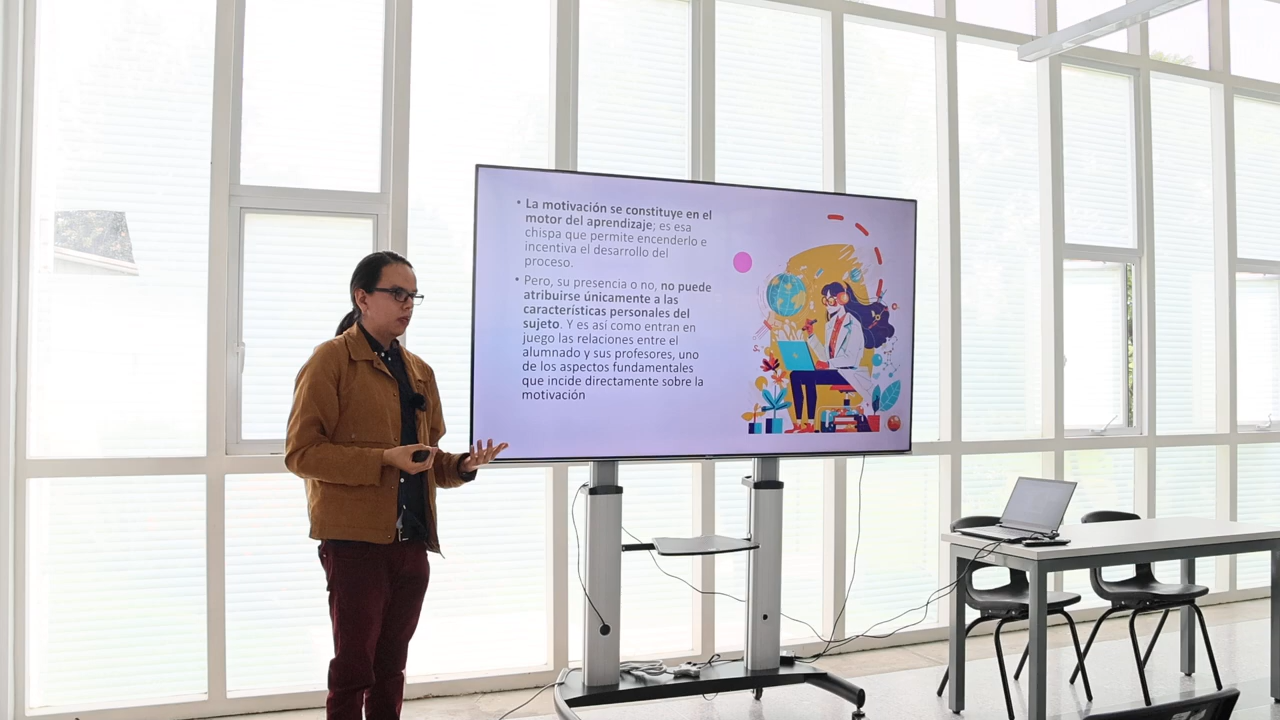 • La motivación se constituye en el
motor del aprendizaje; es esa
chispa que permite encenderlo e
incentiva el desarrollo del
proceso.
• Pero, su presencia o no, no puede
atribuirse únicamente a las
características personales del
sujeto. Y es así como entran en
juego las relaciones entre el
alumnado y sus profesores, uno
de los aspectos fundamentales
que incide directamente sobre la
motivación